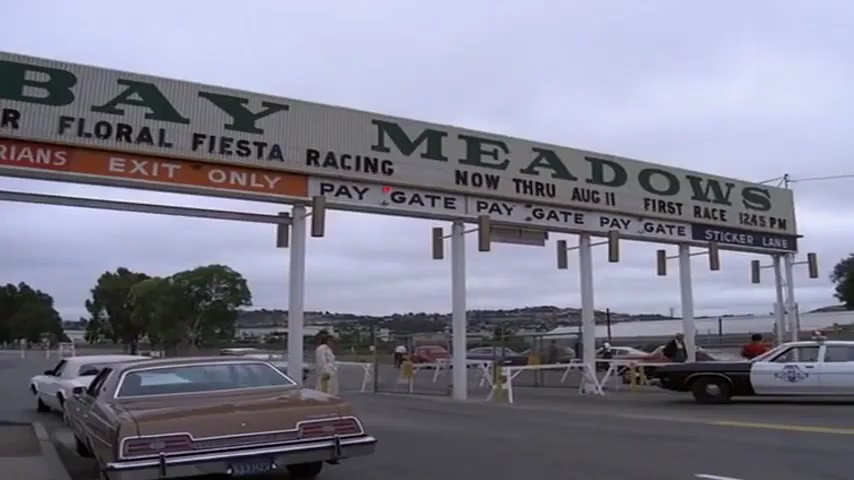 BAY MEADOWS
R FLORAL FIESTA RACING NOW THRU AUG 11 FIRST RACE 12:45 PM
RIANS EXIT ONLY PAY GATE PAY GATE PAY GATE STICKER LANE